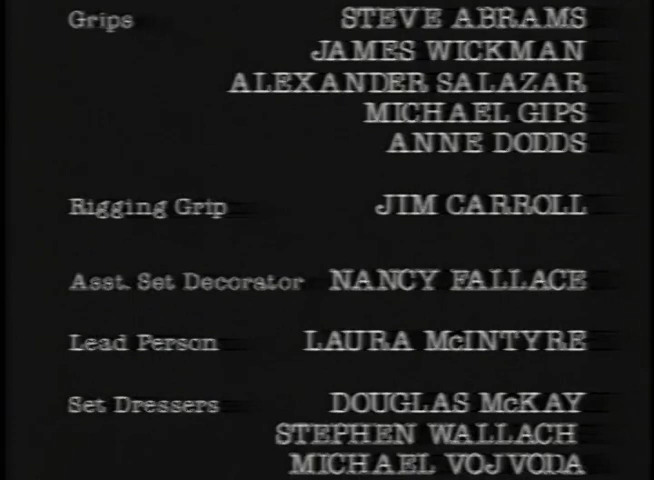 Grips STEVE ABRAMS
JAMES WICKMAN
ALEXANDER SALAZAR
MICHAEL GIPS
ANNE DODDS
Rigging Grip JIM CARROLL
Asst. Set Decorator NANCY FALLACE
Lead Person LAURA McINTYRE
Set Dressers DOUGLAS McKAY
STEPHEN WALLACH
MICHAEL VOJVODA